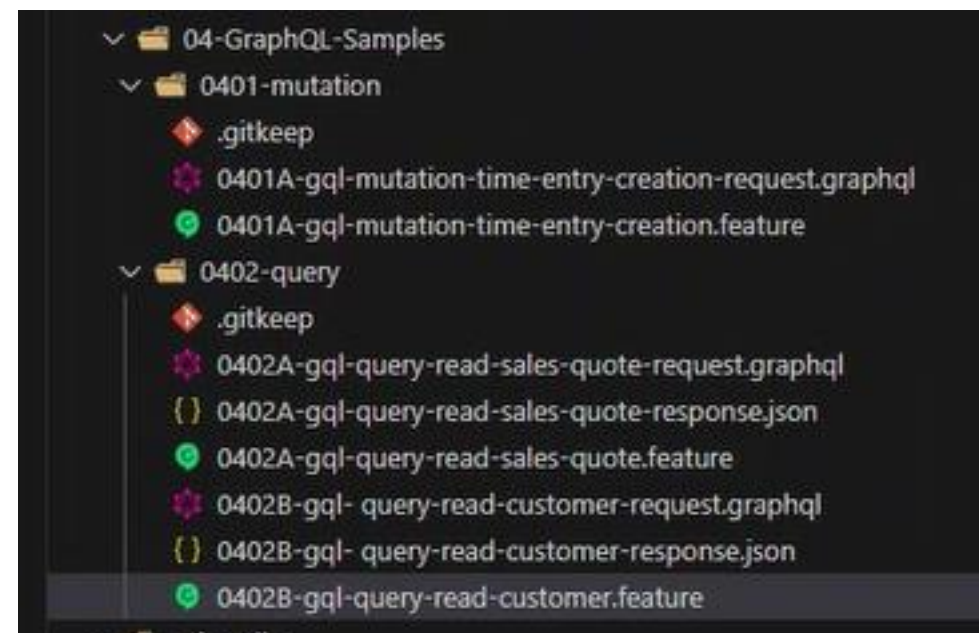 04-GraphQL-Samples
0401-mutation
.gitkeep
0401A-gql-mutation-time-entry-creation-request.graphql
0401A-gql-mutation-time-entry-creation.feature
0402-query
.gitkeep
0402A-gql-query-read-sales-quote-request.graphql
{} 0402A-gql-query-read-sales-quote-response.json
0402A-gql-query-read-sales-quote.feature
0402B-gql- query-read-customer-request.graphql
{} 0402B-gql- query-read-customer-response.json
0402B-gql-query-read-customer.feature